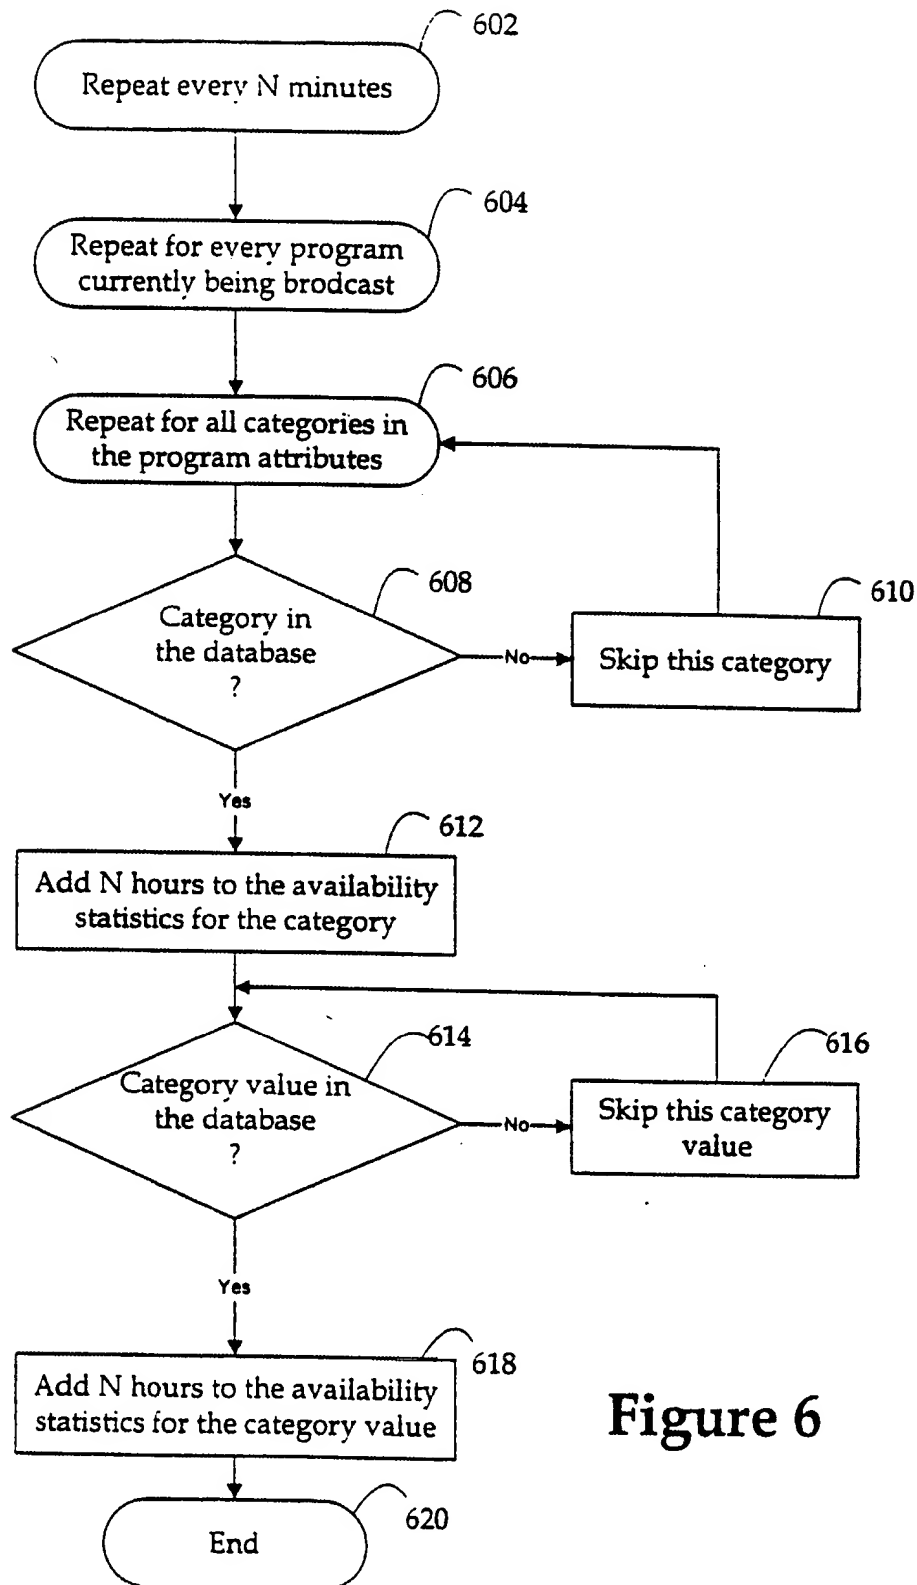 602
Repeat every N minutes
604
Repeat for every program
currently being brodcast
606
Repeat for all categories in
the program attributes
608
Category in
the database
?
No
610
Skip this category
Yes
612
Add N hours to the availability
statistics for the category
614
Category value in
the database
?
No
616
Skip this category
value
Yes
618
Add N hours to the availability
statistics for the category value
Figure 6
620
End